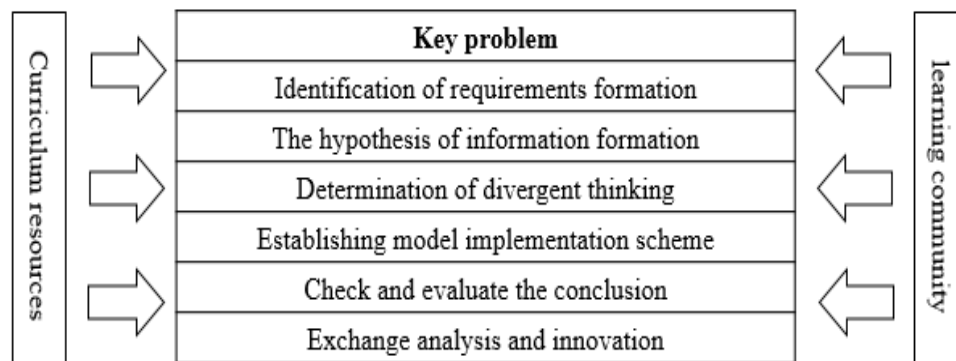 Curriculum resources
Key problem
Identification of requirements formation
The hypothesis of information formation
Determination of divergent thinking
Establishing model implementation scheme
Check and evaluate the conclusion
Exchange analysis and innovation
learning community